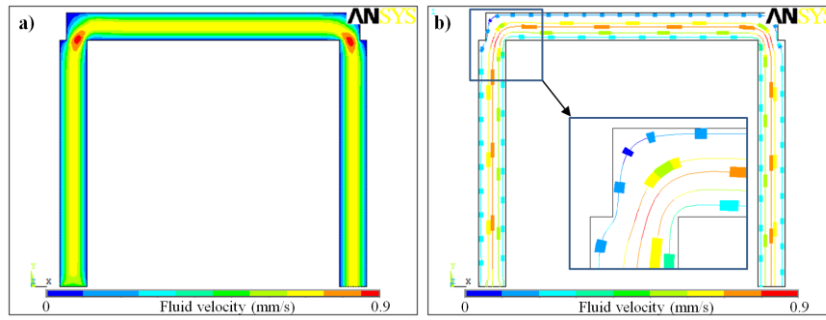 a)
ANSYS
Y
X
0
Fluid velocity (mm/s)
0.9
b)
ANSYS
X
0
Fluid velocity (mm/s)
0.9